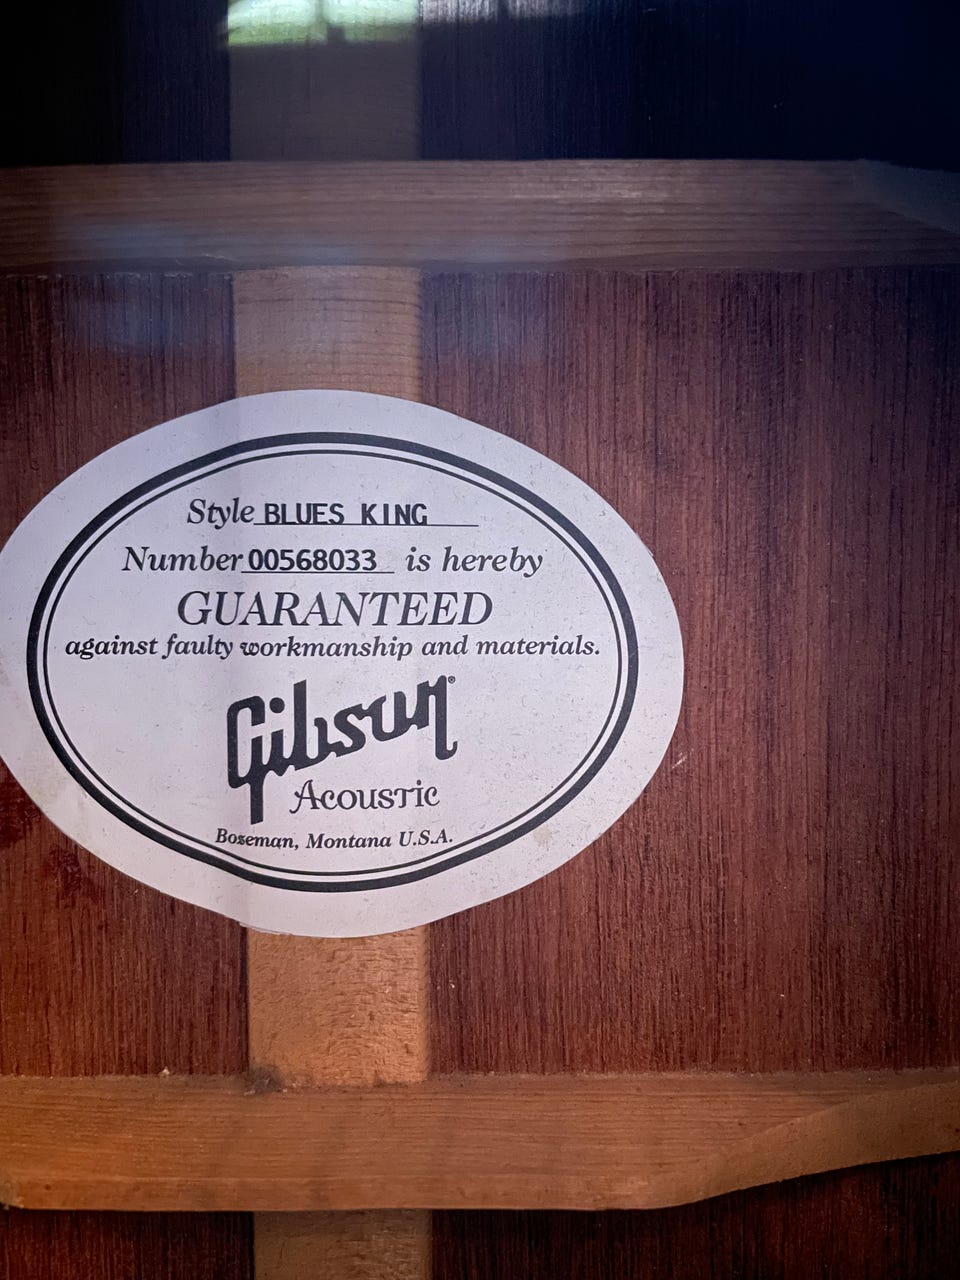 Style BLUES KING
Number 00568033 is hereby
GUARANTEED
against faulty workmanship and materials.
Gibson®
Acoustic
Bozeman, Montana U.S.A.